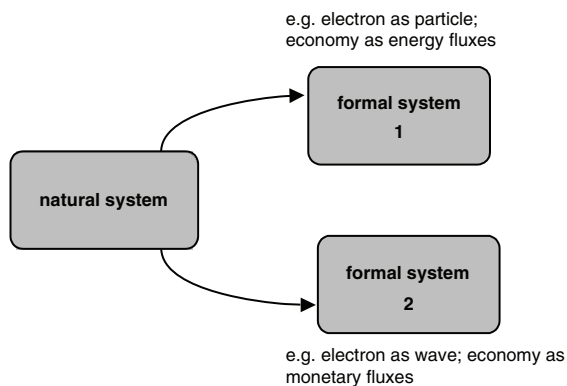 e.g. electron as particle;
economy as energy fluxes
formal system
1
natural system
formal system
2
e.g. electron as wave; economy as
monetary fluxes